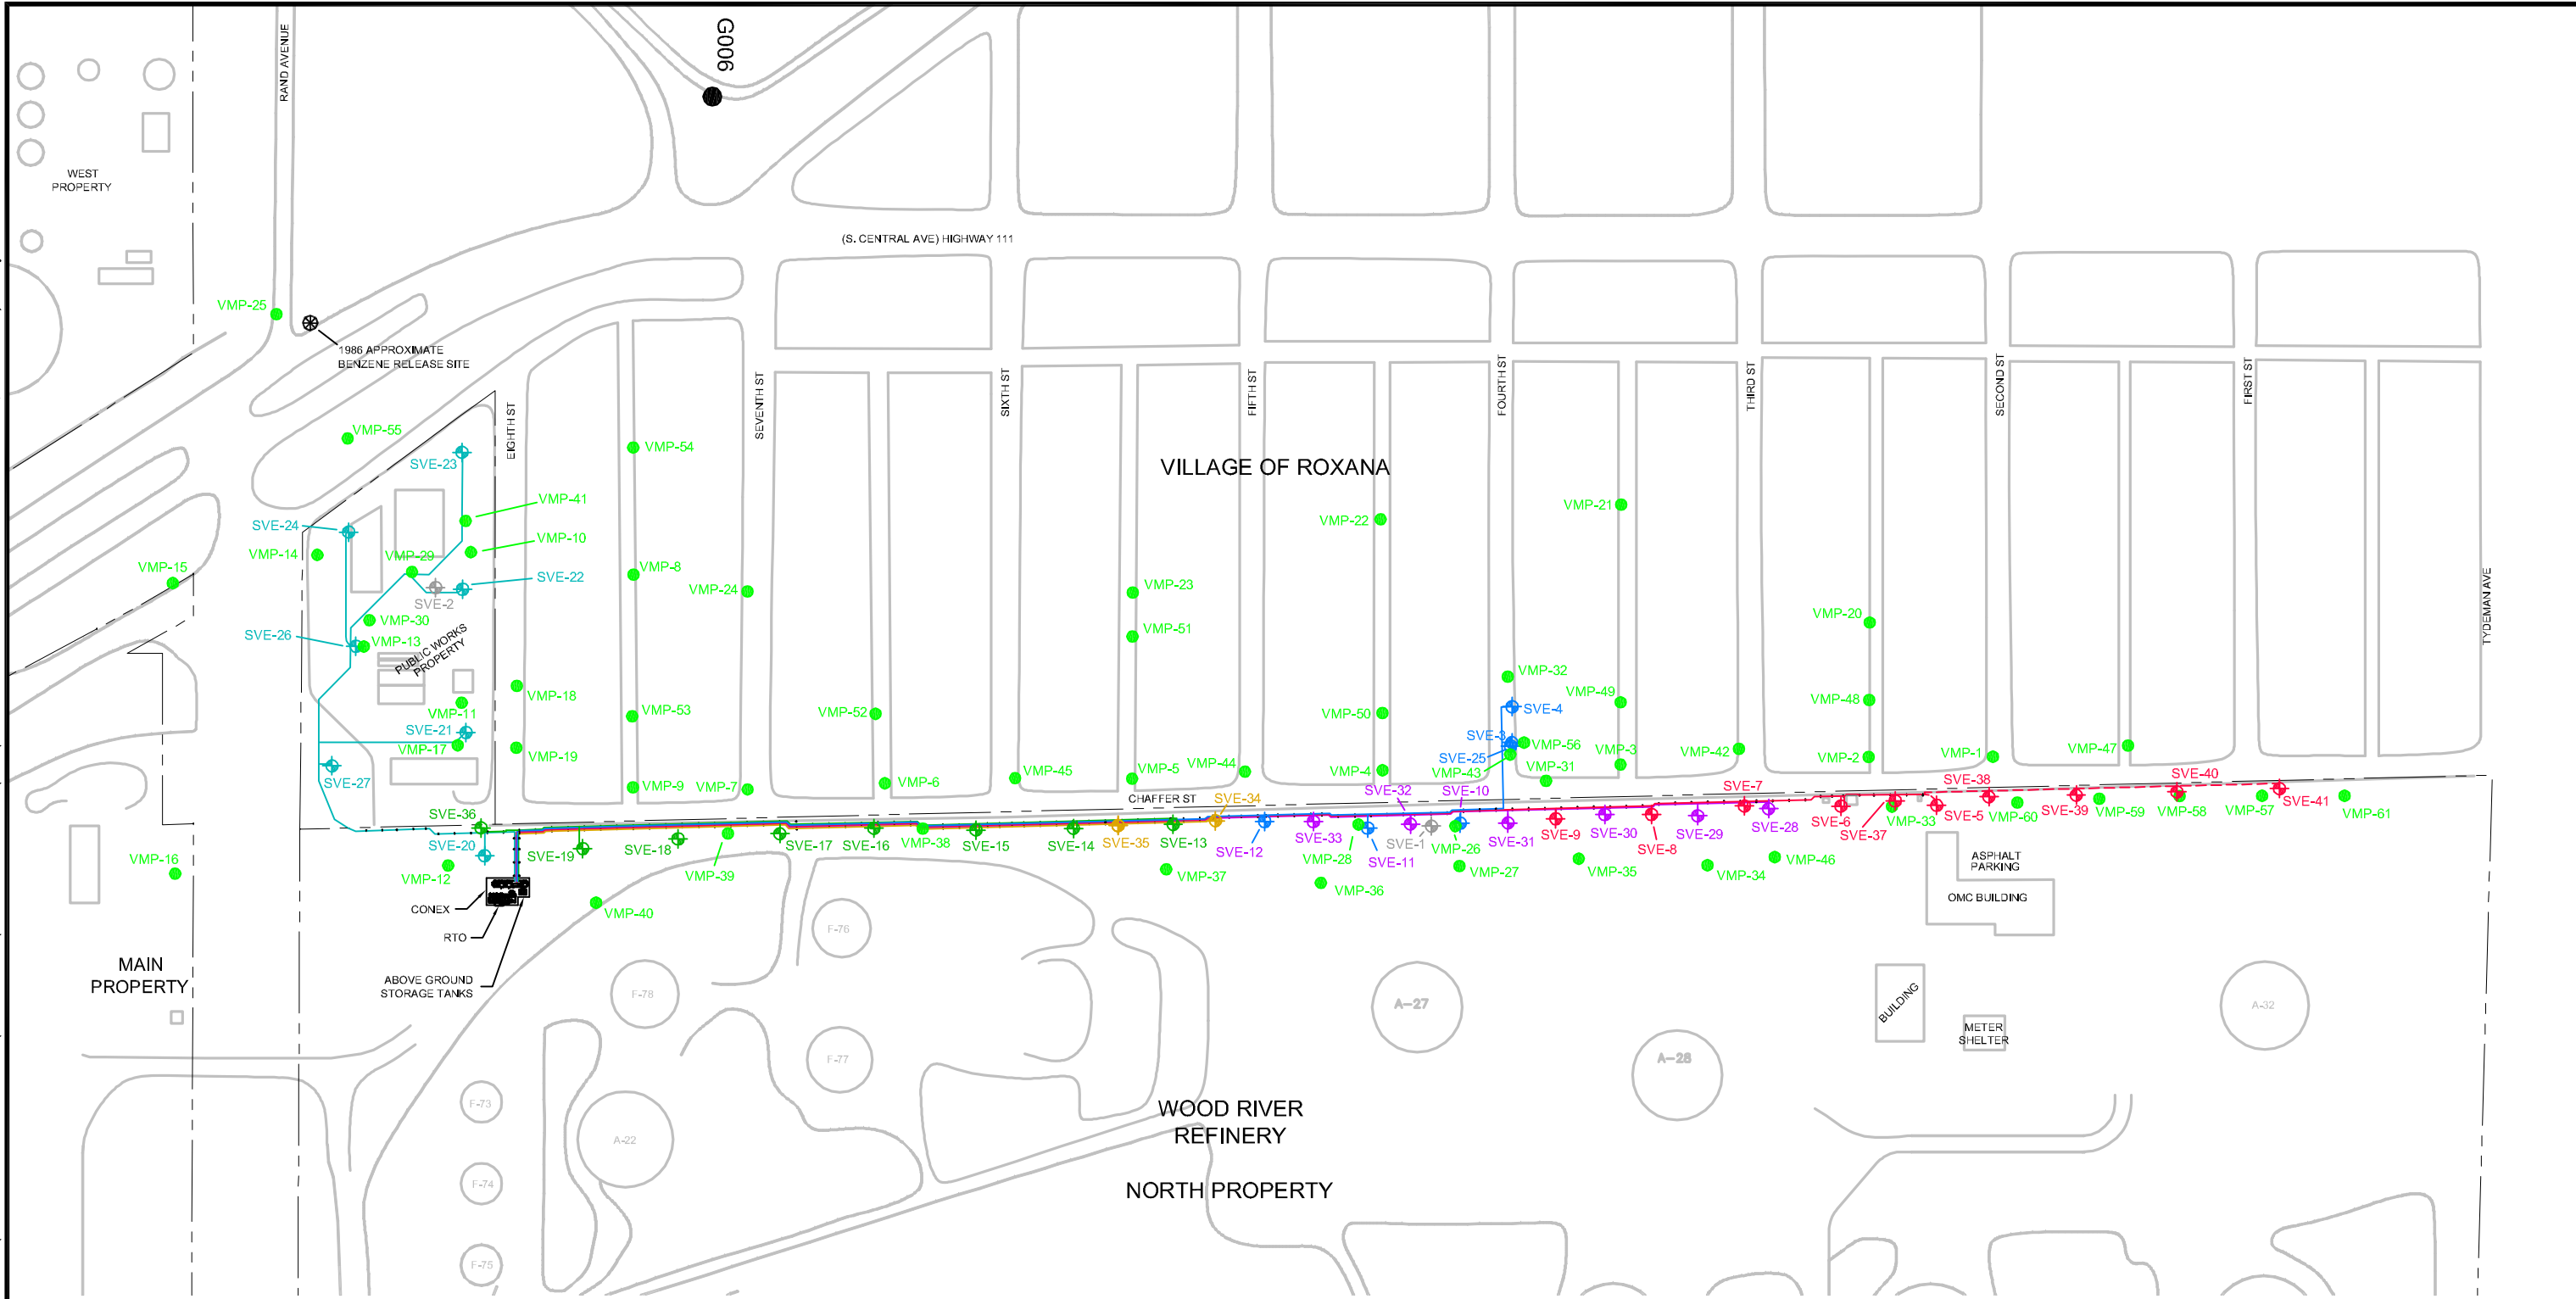 G006
RAND AVENUE
WEST
PROPERTY
(S. CENTRAL AVE) HIGHWAY 111
VMP-25
1986 APPROXIMATE
BENZENE RELEASE SITE
EIGHTH ST
SEVENTH ST
SIXTH ST
FIFTH ST
FOURTH ST
THIRD ST
SECOND ST
FIRST ST
TYDEMAN AVE
VILLAGE OF ROXANA
VMP-55
SVE-23
VMP-54
VMP-41
SVE-24
VMP-14
VMP-10
VMP-29
VMP-15
SVE-22
SVE-2
VMP-8
VMP-24
VMP-22
VMP-21
VMP-23
VMP-20
VMP-30
SVE-26
VMP-13
PUBLIC WORKS
PROPERTY
VMP-51
VMP-32
VMP-18
VMP-49
VMP-48
VMP-11
VMP-53
VMP-52
VMP-50
SVE-4
SVE-21
VMP-17
VMP-19
SVE-3
VMP-56
SVE-25
VMP-3
VMP-42
VMP-2
VMP-1
VMP-47
SVE-27
VMP-9
VMP-7
VMP-6
VMP-45
VMP-5
VMP-44
VMP-4
VMP-43
VMP-31
SVE-38
SVE-40
CHAFFER ST
SVE-34
SVE-32
SVE-10
SVE-7
SVE-36
SVE-20
SVE-19
SVE-18
VMP-39
SVE-17
SVE-16
VMP-38
SVE-15
SVE-14
SVE-35
SVE-13
SVE-12
SVE-33
VMP-28
SVE-11
SVE-1
VMP-26
SVE-31
SVE-9
SVE-30
SVE-8
SVE-29
SVE-28
SVE-6
SVE-37
VMP-33
SVE-5
VMP-60
SVE-39
VMP-59
VMP-58
VMP-57
SVE-41
VMP-61
VMP-16
VMP-12
VMP-40
VMP-37
VMP-36
VMP-27
VMP-35
VMP-34
VMP-46
ASPHALT
PARKING
OMC BUILDING
CONEX
RTO
ABOVE GROUND
STORAGE TANKS
MAIN
PROPERTY
F-76
F-78
F-77
A-27
A-28
BUILDING
METER
SHELTER
A-32
F-73
A-22
F-74
F-75
WOOD RIVER
REFINERY
NORTH PROPERTY